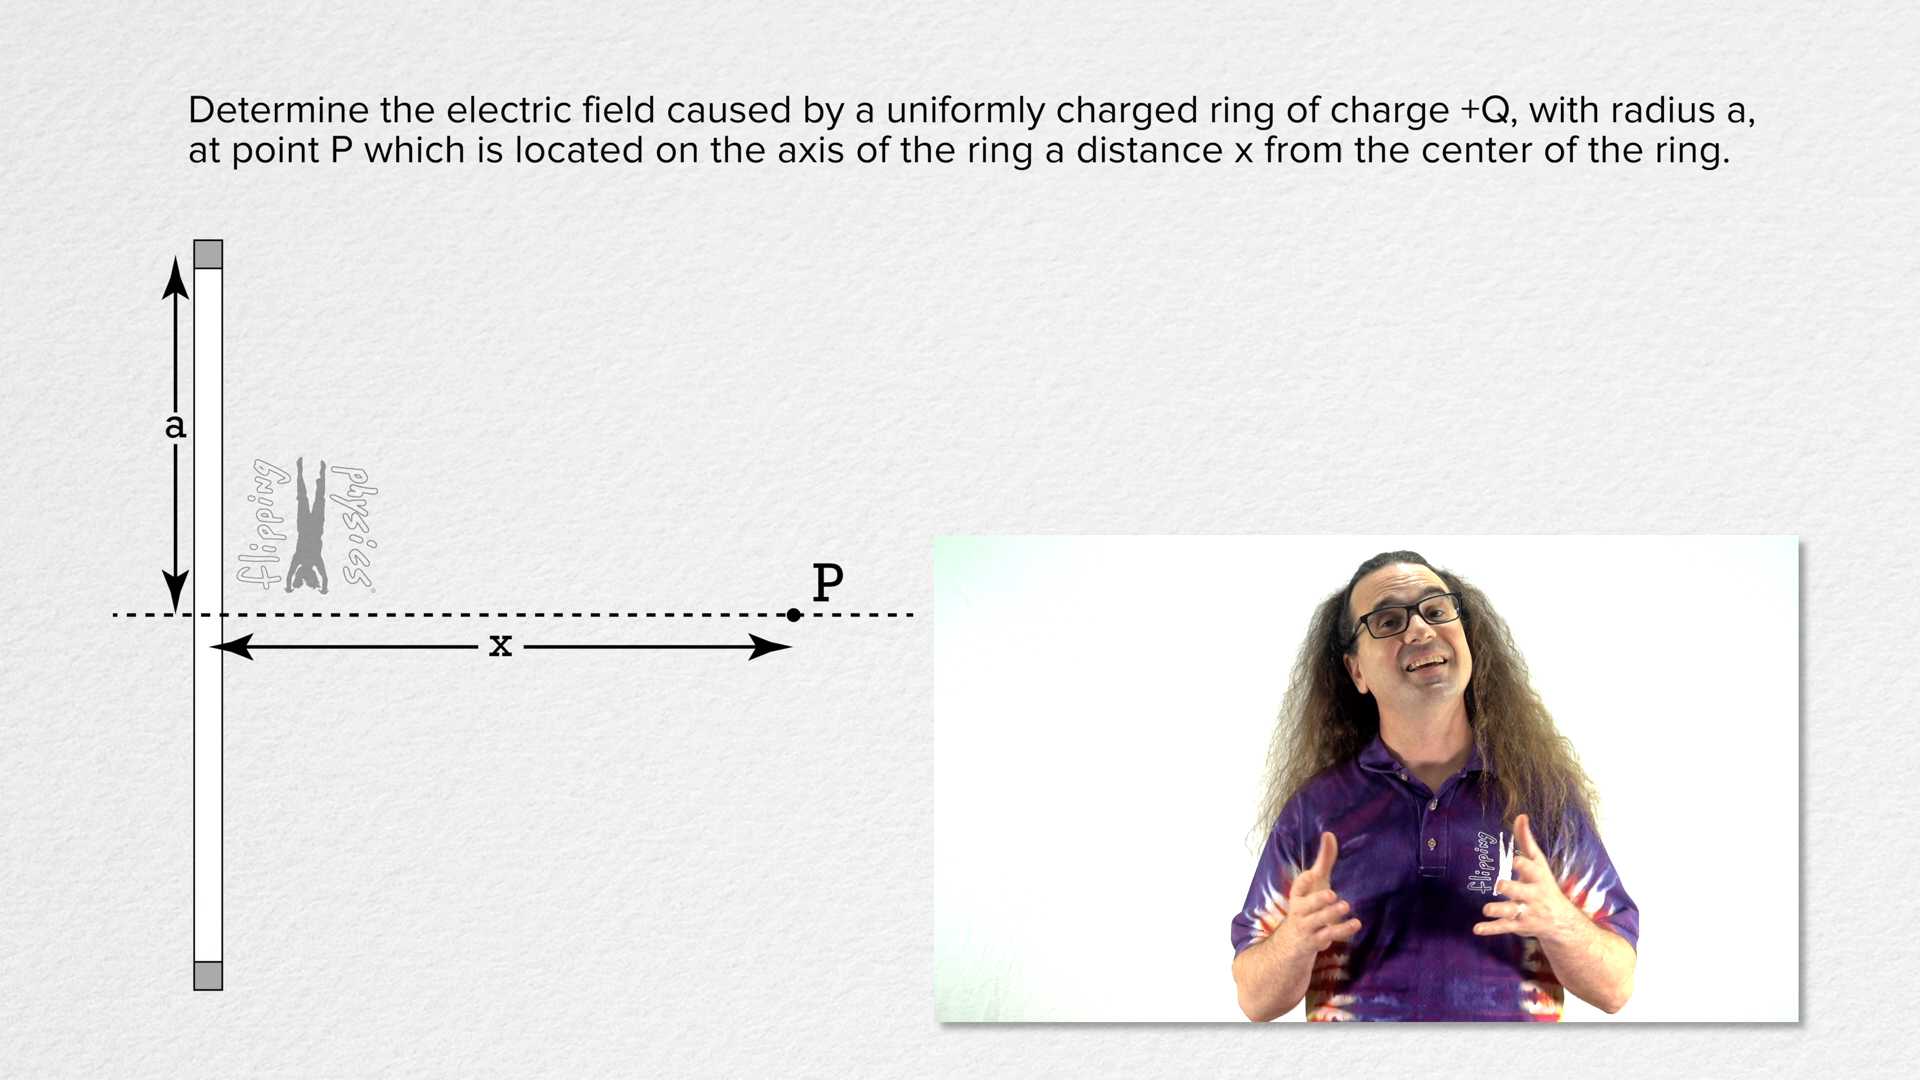 Determine the electric field caused by a uniformly charged ring of charge +Q, with radius a,
at point P which is located on the axis of the ring a distance x from the center of the ring.
a
flipping
physics
P
x
flipping